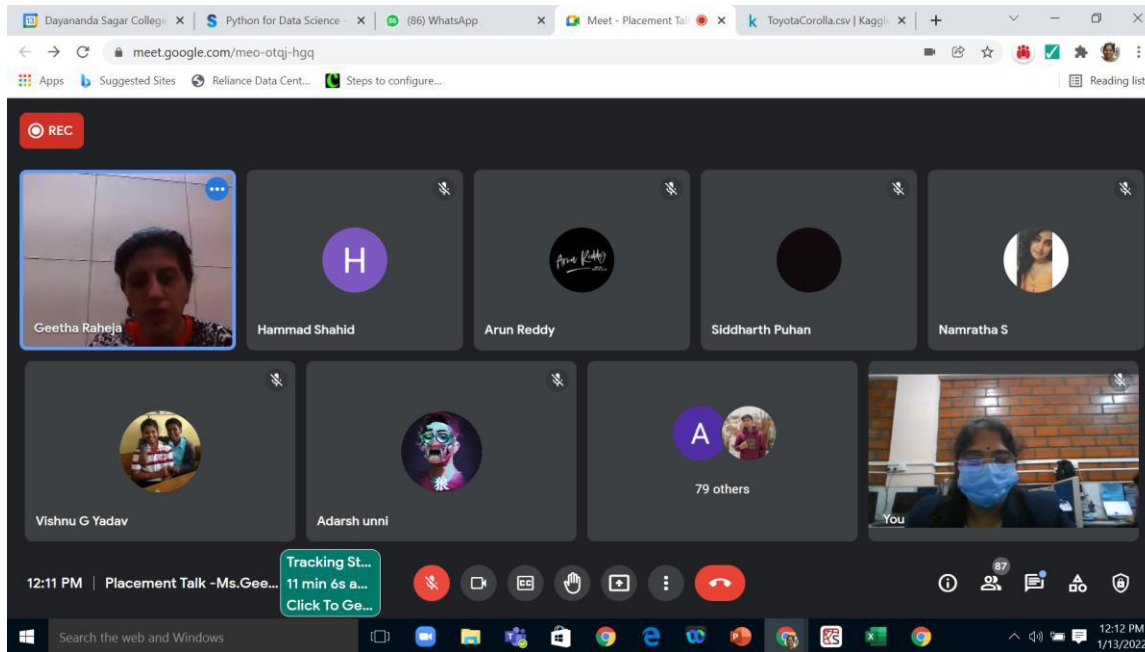 Dayananda Sagar College
Python for Data Science -
(86) WhatsApp
Meet - Placement Tal
ToyotaCorolla.csv | Kaggle
meet.google.com/meo-otqj-hgq
Apps
Suggested Sites
Reliance Data Cent...
Steps to configure...
Reading list
REC
Geetha Raheja
H
Hammad Shahid
Arun Reddy
Arun Reddy
Siddharth Puhan
Namratha S
Vishnu G Yadav
Adarsh unni
A
79 others
You
12:11 PM | Placement Talk -Ms.Gee...
Tracking St...
11 min 6s a...
Click To Ge...
CC
87
Search the web and Windows
12:12 PM
1/13/2022